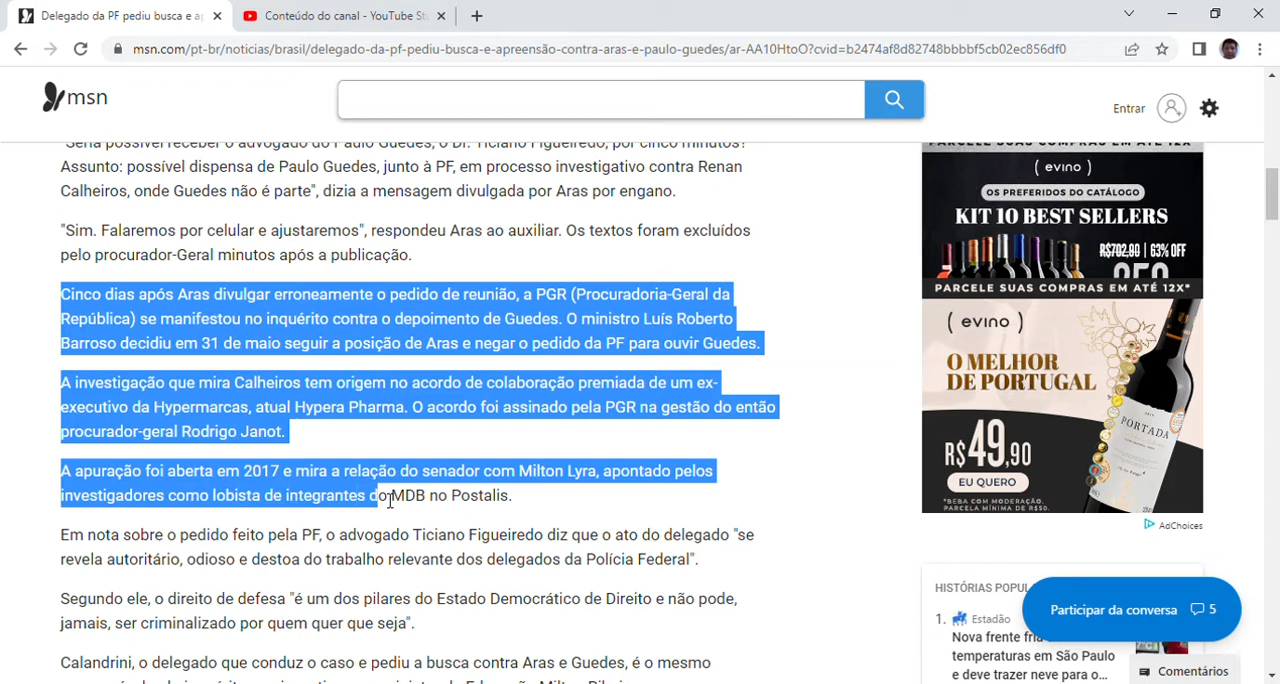 Delegado da PF pediu busca e ap
Conteúdo do canal - YouTube St
msn.com/pt-br/noticias/brasil/delegado-da-pf-pediu-busca-e-apreensão-contra-aras-e-paulo-guedes/ar-AA10HtoO?cvid=b2474af8d82748bbbbf5cb02ec856df0
msn
Entrar
"Seria possível receber o advogado do Paulo Guedes, o Dr. Ticiano Figueiredo, por cinco minutos?
Assunto: possível dispensa de Paulo Guedes, junto à PF, em processo investigativo contra Renan
Calheiros, onde Guedes não é parte", dizia a mensagem divulgada por Aras por engano.
"Sim. Falaremos por celular e ajustaremos", respondeu Aras ao auxiliar. Os textos foram excluídos
pelo procurador-Geral minutos após a publicação.
Cinco dias após Aras divulgar erroneamente o pedido de reunião, a PGR (Procuradoria-Geral da
República) se manifestou no inquérito contra o depoimento de Guedes. O ministro Luís Roberto
Barroso decidiu em 31 de maio seguir a posição de Aras e negar o pedido da PF para ouvir Guedes.
A investigação que mira Calheiros tem origem no acordo de colaboração premiada de um ex-
executivo da Hypermarcas, atual Hypera Pharma. O acordo foi assinado pela PGR na gestão do então
procurador-geral Rodrigo Janot.
A apuração foi aberta em 2017 e mira a relação do senador com Milton Lyra, apontado pelos
investigadores como lobista de integrantes do MDB no Postalis.
Em nota sobre o pedido feito pela PF, o advogado Ticiano Figueiredo diz que o ato do delegado "se
revela autoritário, odioso e destoa do trabalho relevante dos delegados da Polícia Federal".
Segundo ele, o direito de defesa "é um dos pilares do Estado Democrático de Direito e não pode,
jamais, ser criminalizado por quem quer que seja".
Calandrini, o delegado que conduz o caso e pediu a busca contra Aras e Guedes, é o mesmo
PARCELE SUAS COMPRAS EM ATÉ 12X*
( evino )
OS PREFERIDOS DO CATÁLOGO
KIT 10 BEST SELLERS
R$702,80 | 63% OFF
PARCELE SUAS COMPRAS EM ATÉ 12X*
( evino )
O MELHOR
DE PORTUGAL
PORTADA
R$49,90
EU QUERO
*BEBA COM MODERAÇÃO.
PARCELA MÍNIMA DE R$50.
AdChoices
HISTÓRIAS POPU
1. Estadão
Nova frente fria
temperaturas em São Paulo
e deve trazer neve para o...
Participar da conversa 5
Comentários